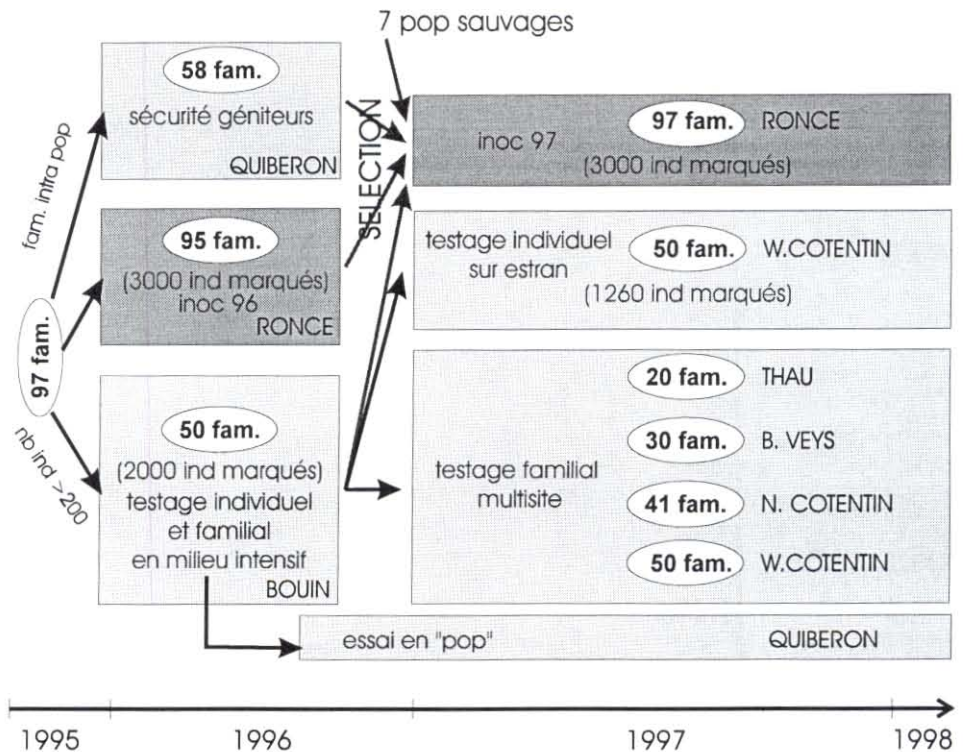 7 pop sauvages
58 fam.
sécurité géniteurs
QUIBERON
fam. intra pop
95 fam.
(3000 ind marqués)
inoc 96
RONCE
97 fam.
nb ind >200
50 fam.
(2000 ind marqués)
testage individuel
et familial
en milieu intensif
BOUIN
SELECTION
inoc 97
97 fam. RONCE
(3000 ind marqués)
testage individuel
sur estran
50 fam. W.COTENTIN
(1260 ind marqués)
testage familial
multisite
20 fam. THAU
30 fam. B. VEYS
41 fam. N. COTENTIN
50 fam. W.COTENTIN
essai en "pop" QUIBERON
1995 1996 1997 1998